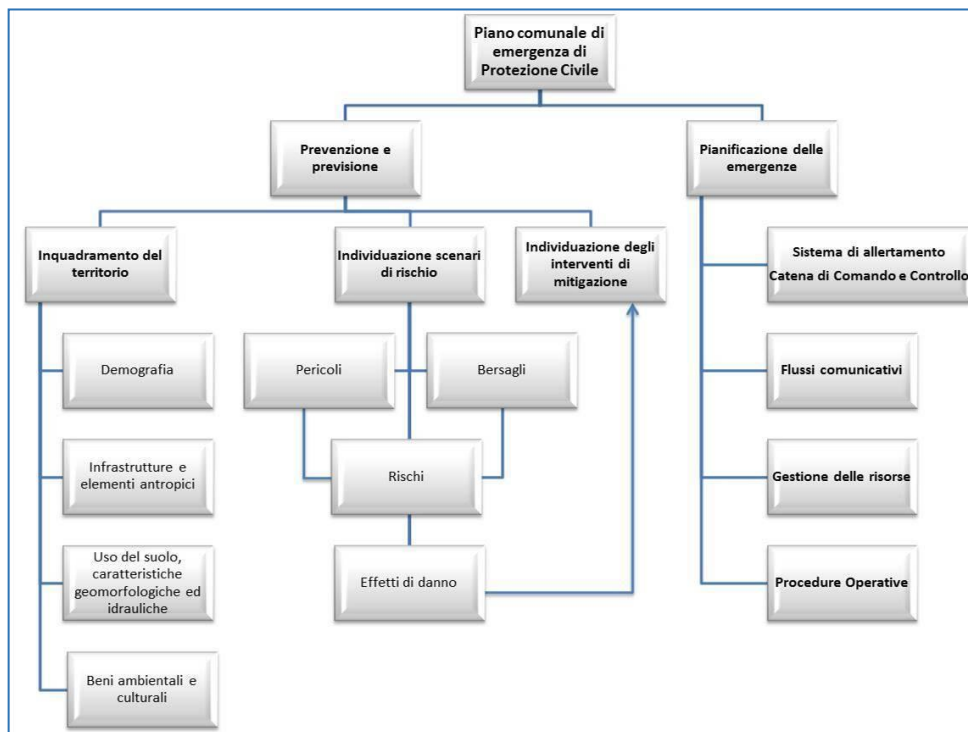 Piano comunale di
emergenza di
Protezione Civile
Prevenzione e
previsione
Pianificazione delle
emergenze
Inquadramento del
territorio
Individuazione scenari
di rischio
Individuazione degli
interventi di
mitigazione
Sistema di allertamento
Catena di Comando e Controllo
Demografia
Pericoli
Bersagli
Flussi comunicativi
Infrastrutture e
elementi antropici
Rischi
Gestione delle risorse
Uso del suolo,
caratteristiche
geomorfologiche ed
idrauliche
Effetti di danno
Procedure Operative
Beni ambientali e
culturali